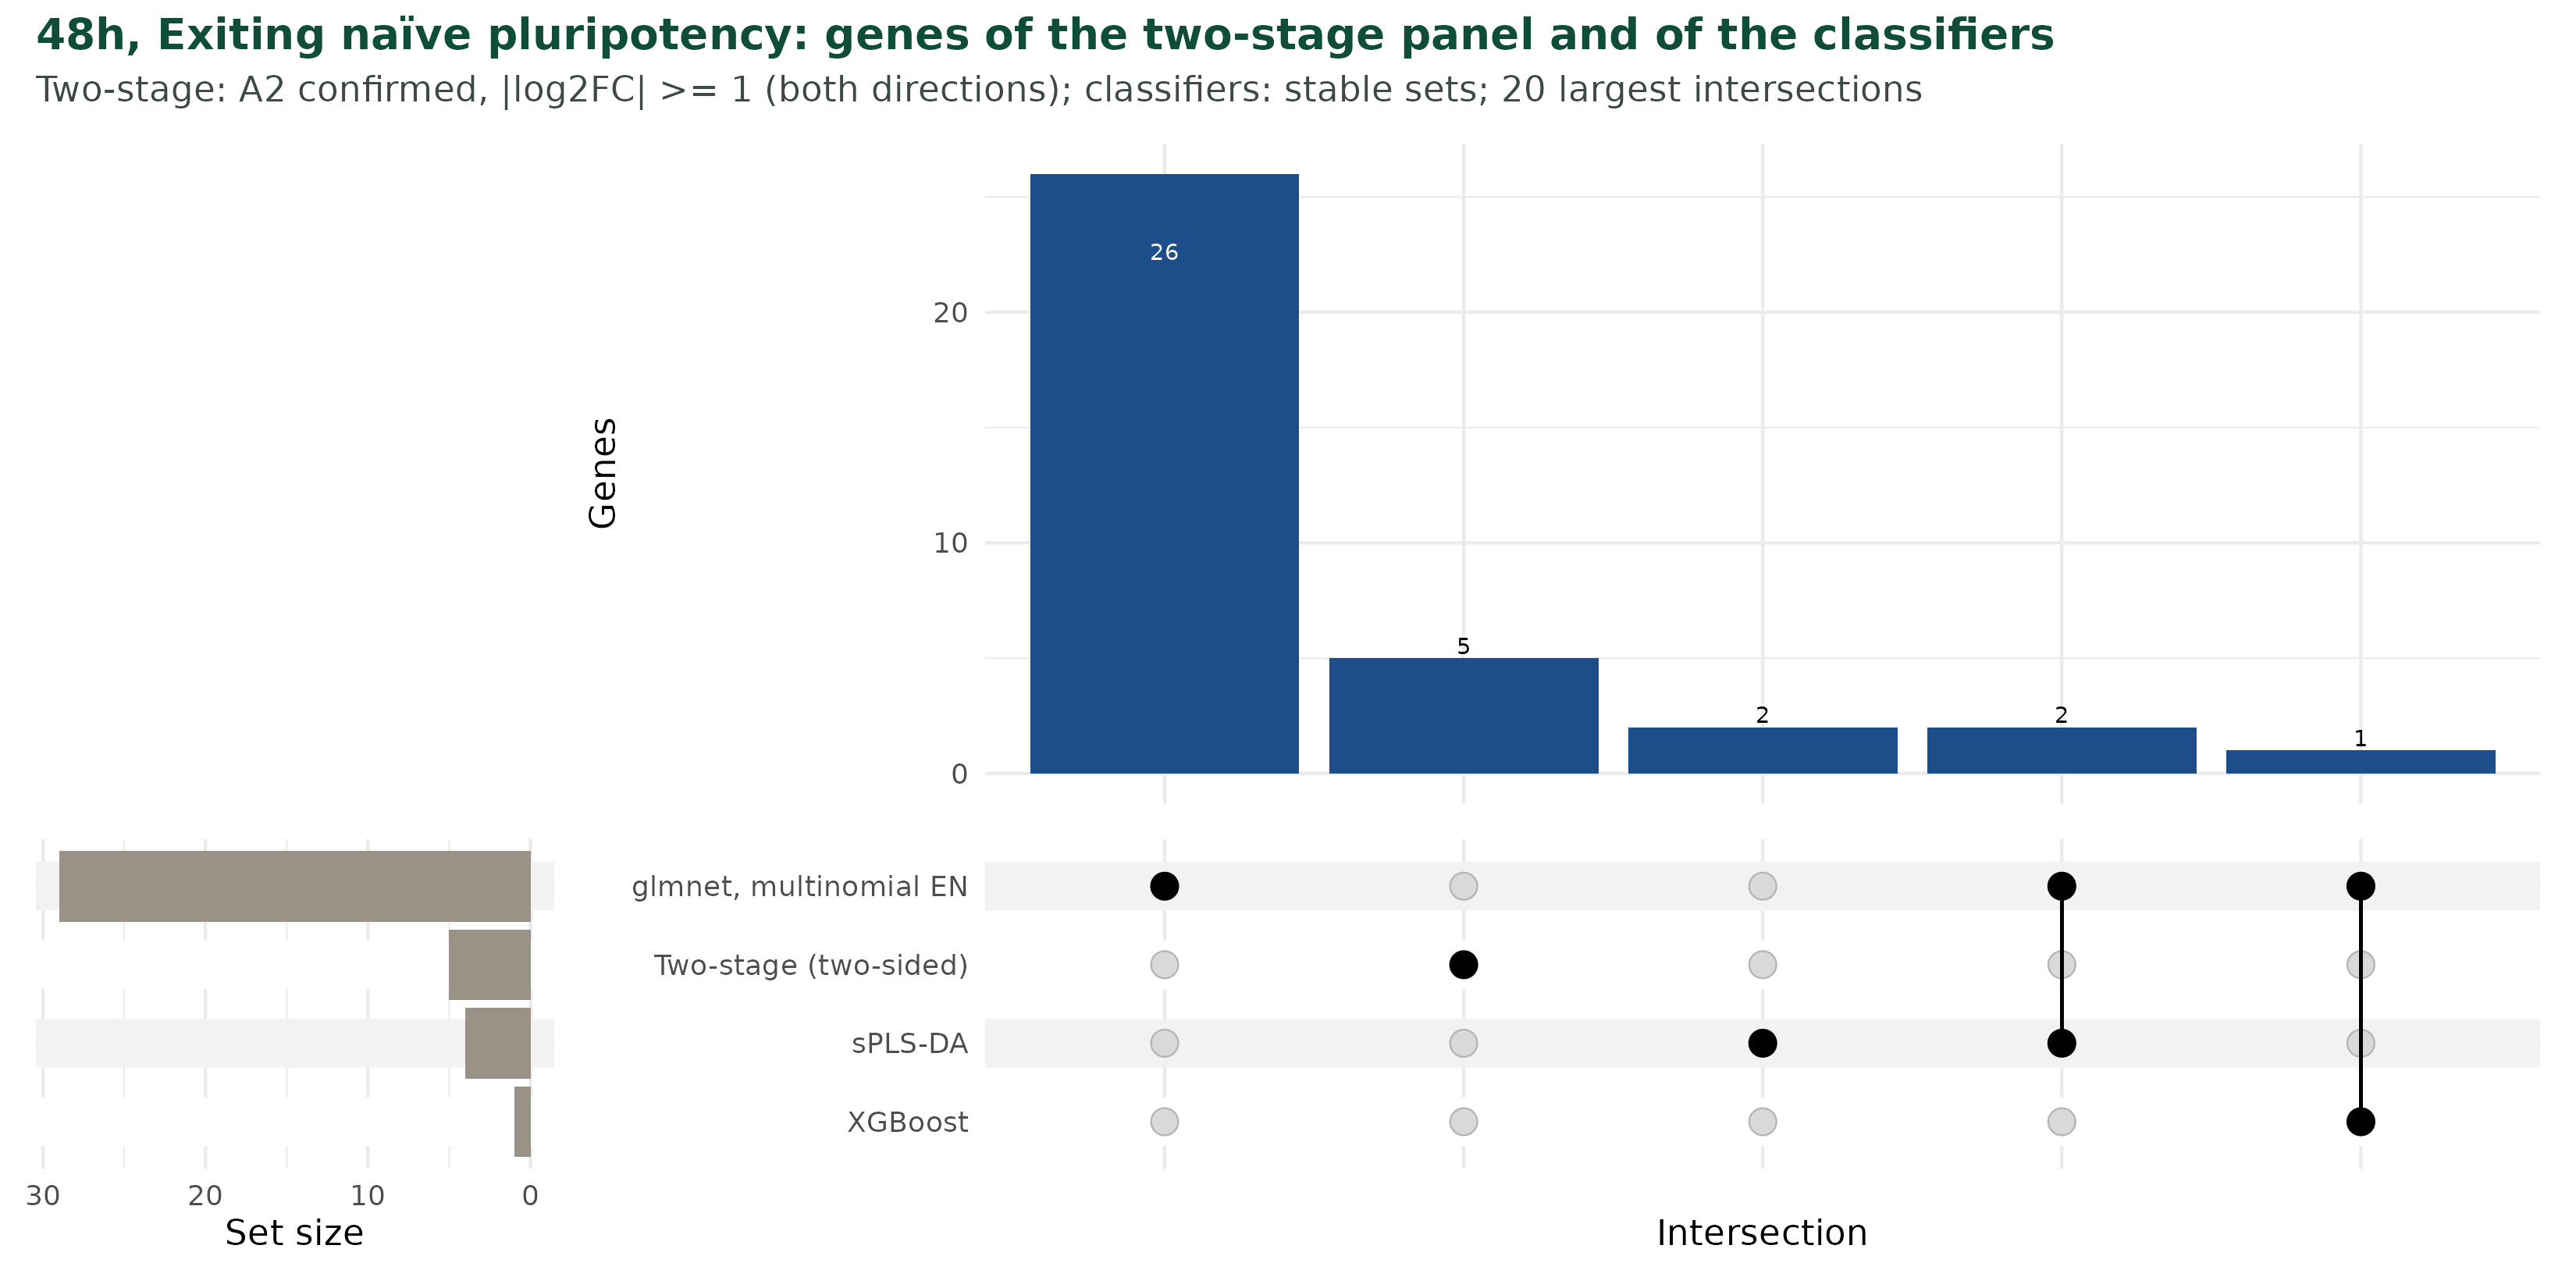 48h, Exiting naïve pluripotency: genes of the two-stage panel and of the classifiers
Two-stage: A2 confirmed, |log2FC| >= 1 (both directions); classifiers: stable sets; 20 largest intersections
Genes
20
10
0
26
5
2
2
1
glmnet, multinomial EN
Two-stage (two-sided)
sPLS-DA
XGBoost
30 20 10 0
Set size
Intersection